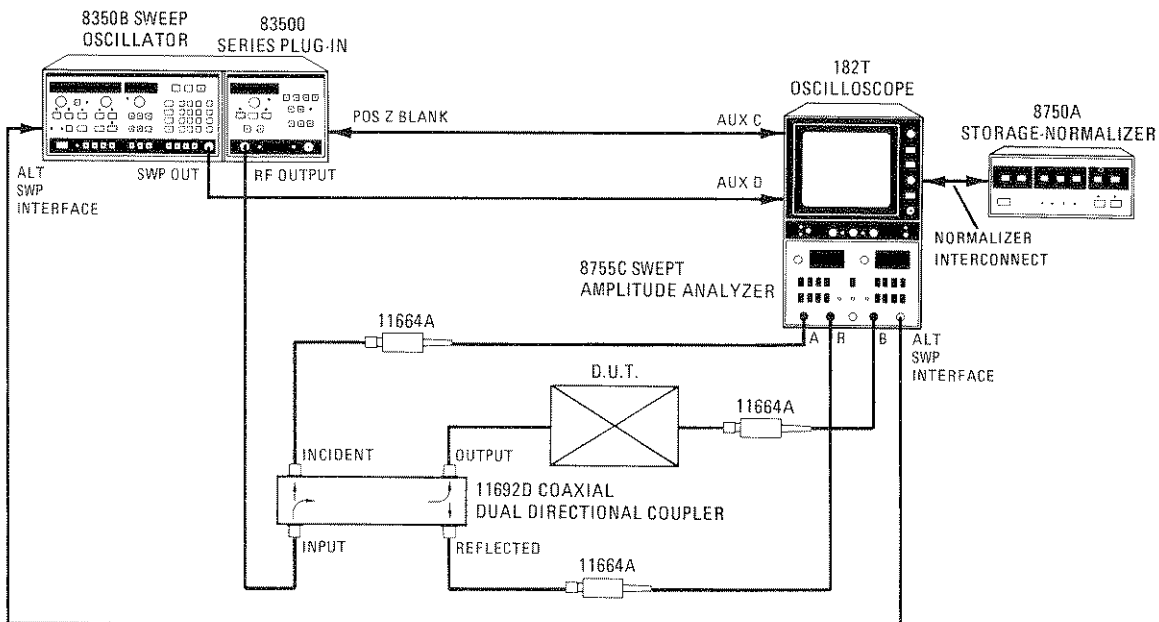 8350B SWEEP
OSCILLATOR
83500
SERIES PLUG-IN
182T
OSCILLOSCOPE
8750A
STORAGE-NORMALIZER
POS Z BLANK
AUX C
ALT
SWP
INTERFACE
SWP OUT
RF OUTPUT
AUX D
NORMALIZER
INTERCONNECT
8755C SWEPT
AMPLITUDE ANALYZER
11664A
A
R
B
ALT
SWP
INTERFACE
D.U.T.
11664A
INCIDENT
OUTPUT
11692D COAXIAL
DUAL DIRECTIONAL COUPLER
INPUT
REFLECTED
11664A